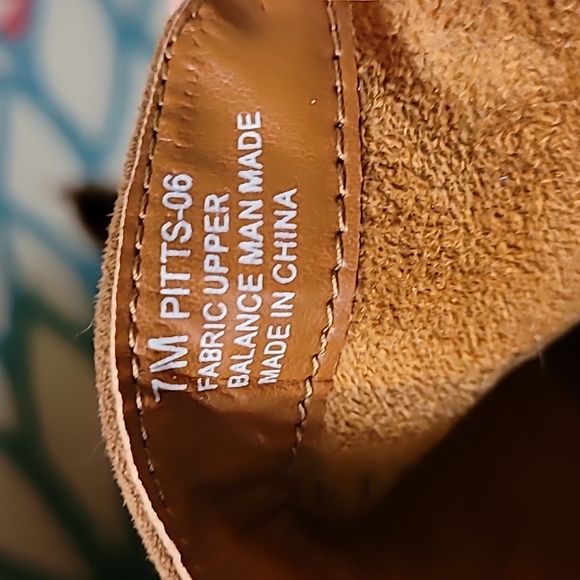 7M PITTS-06
FABRIC UPPER
BALANCE MAN MADE
MADE IN CHINA